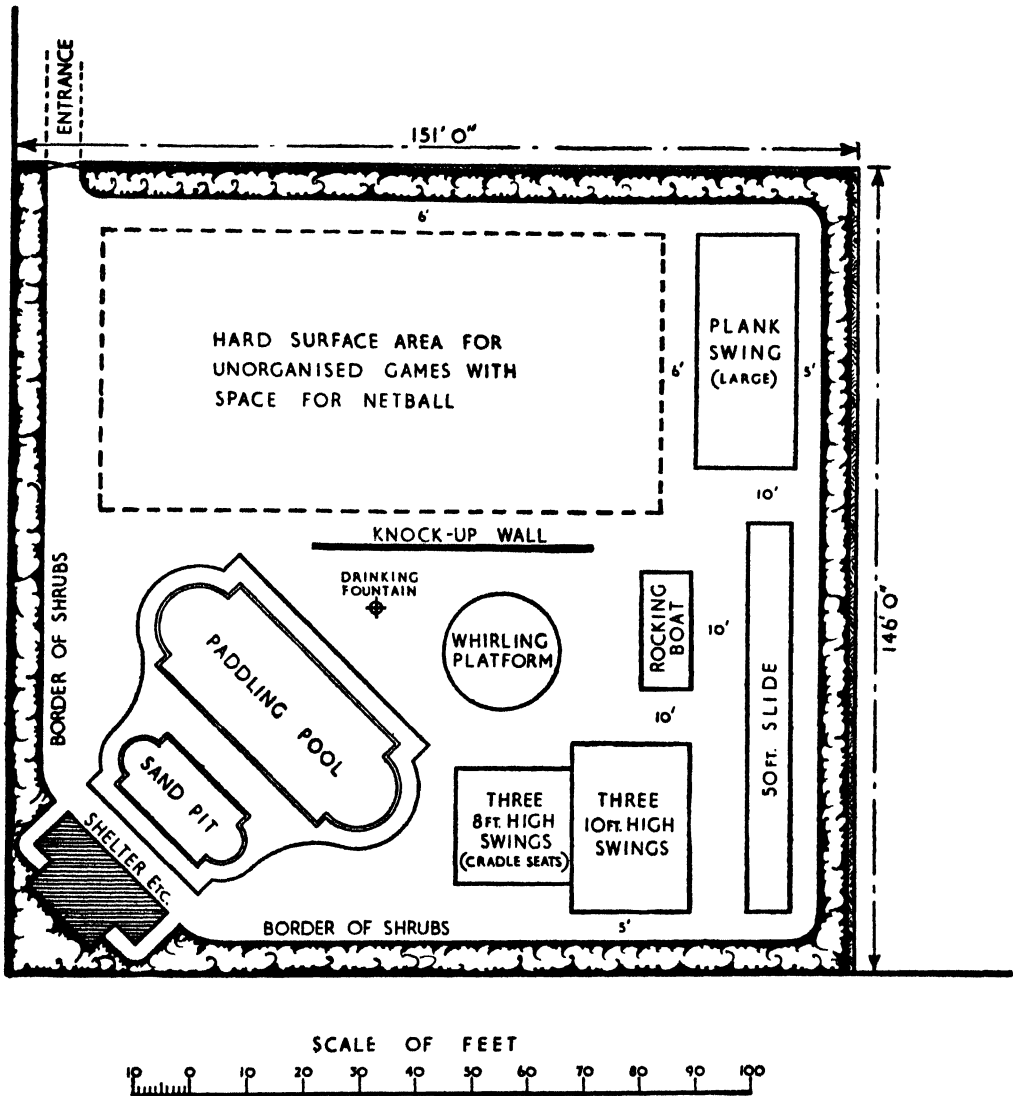 ENTRANCE
151' 0"
6'
HARD SURFACE AREA FOR
UNORGANISED GAMES WITH
SPACE FOR NETBALL
6'
PLANK
SWING
(LARGE)
5'
10'
KNOCK-UP WALL
DRINKING
FOUNTAIN
BORDER OF SHRUBS
PADDLING POOL
WHIRLING
PLATFORM
ROCKING
BOAT
10'
146' 0"
10'
50FT. SLIDE
SAND PIT
SHELTER ETC.
THREE
8FT. HIGH
SWINGS
(CRADLE SEATS)
THREE
10FT. HIGH
SWINGS
BORDER OF SHRUBS
5'
SCALE OF FEET
10 0 10 20 30 40 50 60 70 80 90 100